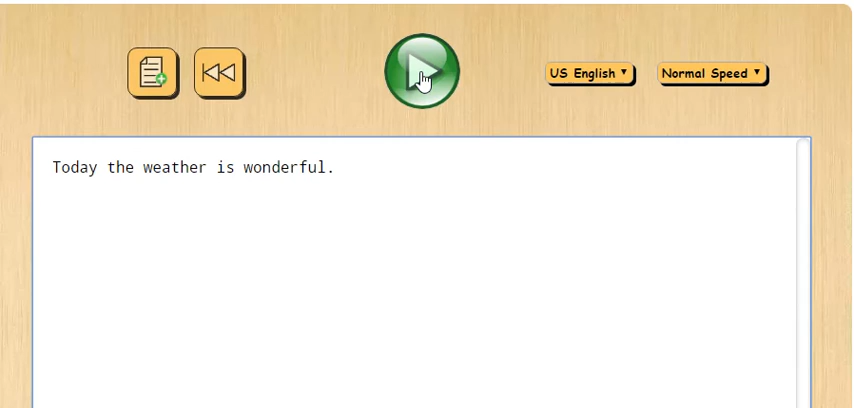 US English ▼ Normal Speed ▼
Today the weather is wonderful.